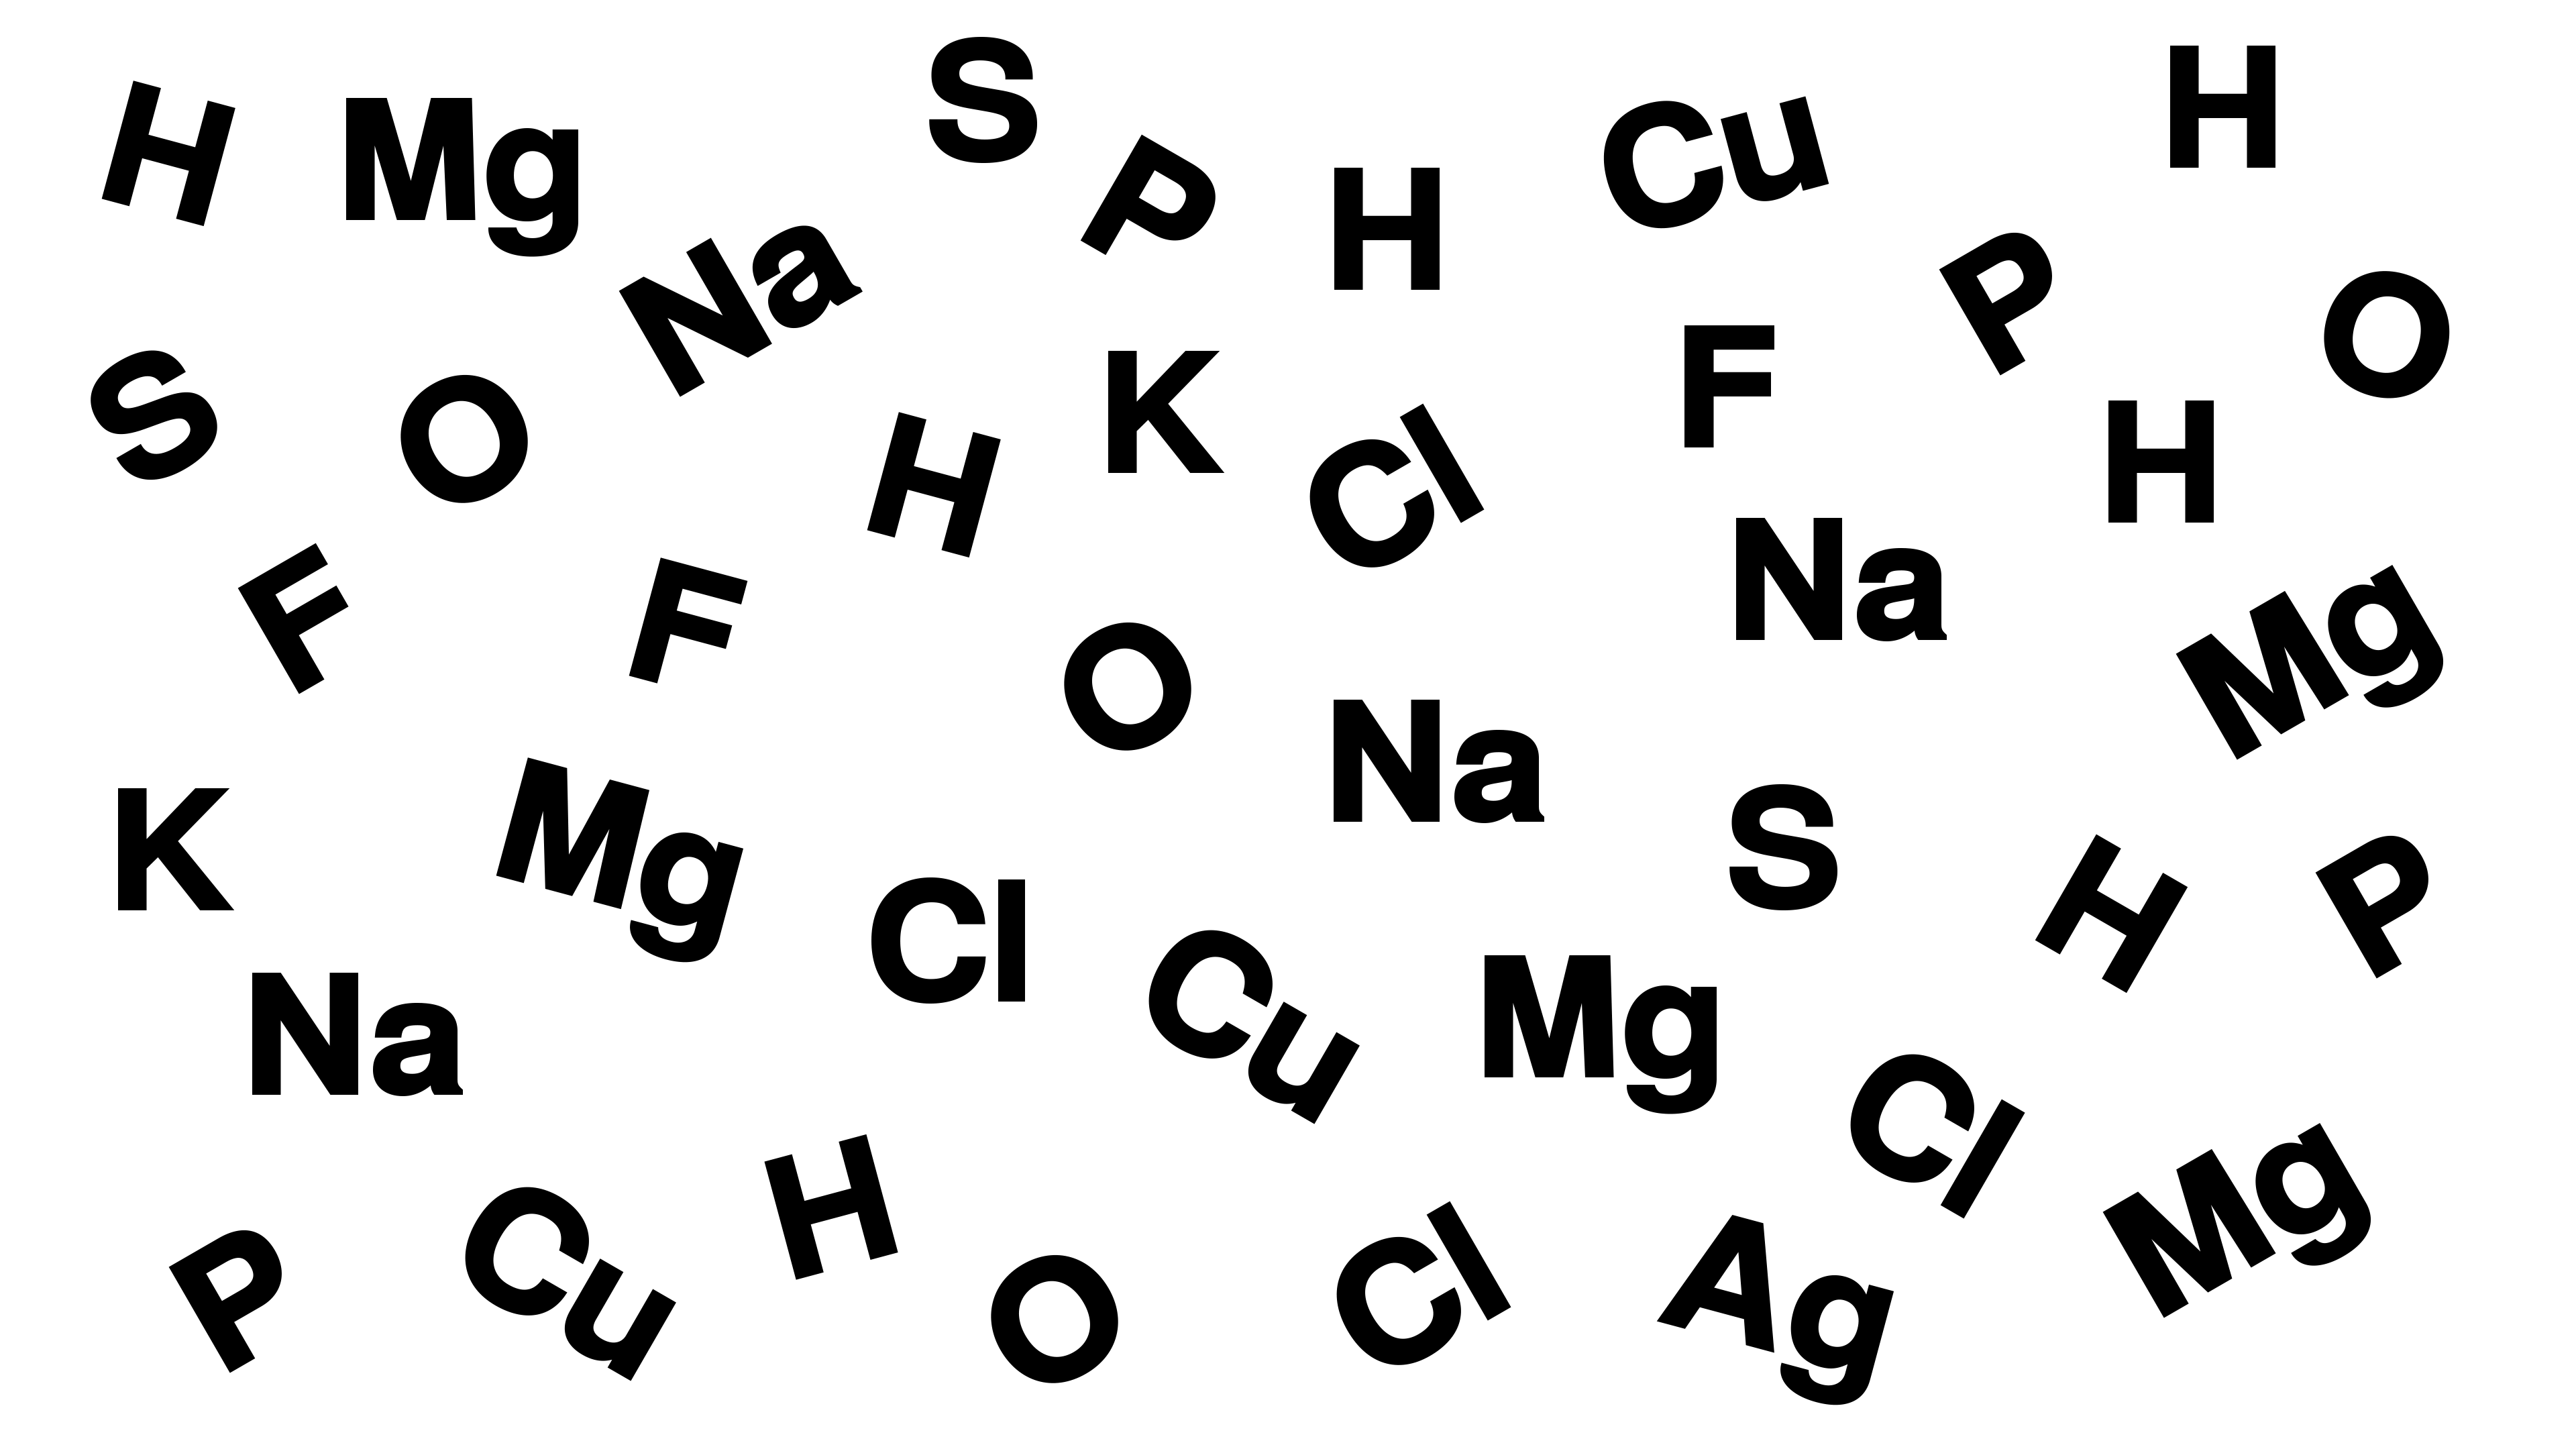 H Mg S P H Cu H
Na P O
S O H K Cl F H
F F O Na Mg
K Mg Na S H P
Na Cl Cu Mg Cl
P Cu H O Cl Ag Mg